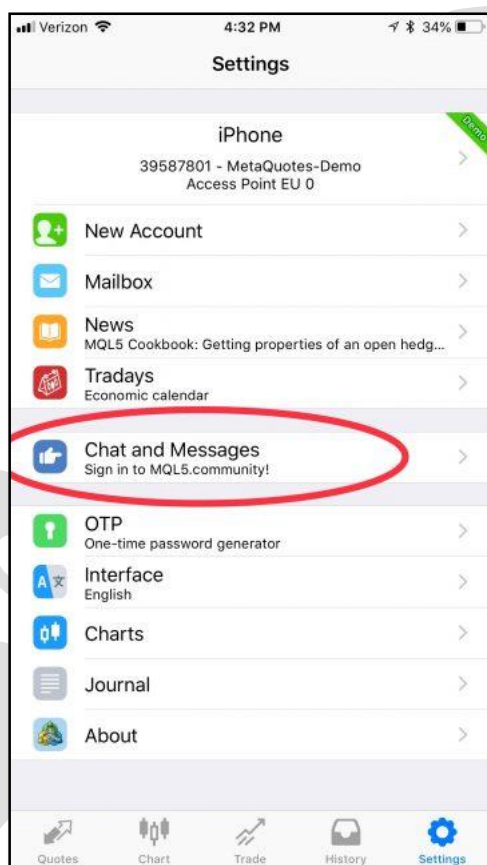 Verizon 4:32 PM 34%
Settings
iPhone
Demo
39587801 - MetaQuotes-Demo
Access Point EU 0
New Account
Mailbox
News
MQL5 Cookbook: Getting properties of an open hedg...
Tradays
Economic calendar
Chat and Messages
Sign in to MQL5.community!
OTP
One-time password generator
A 文
Interface
English
Charts
Journal
About
Quotes Chart Trade History Settings